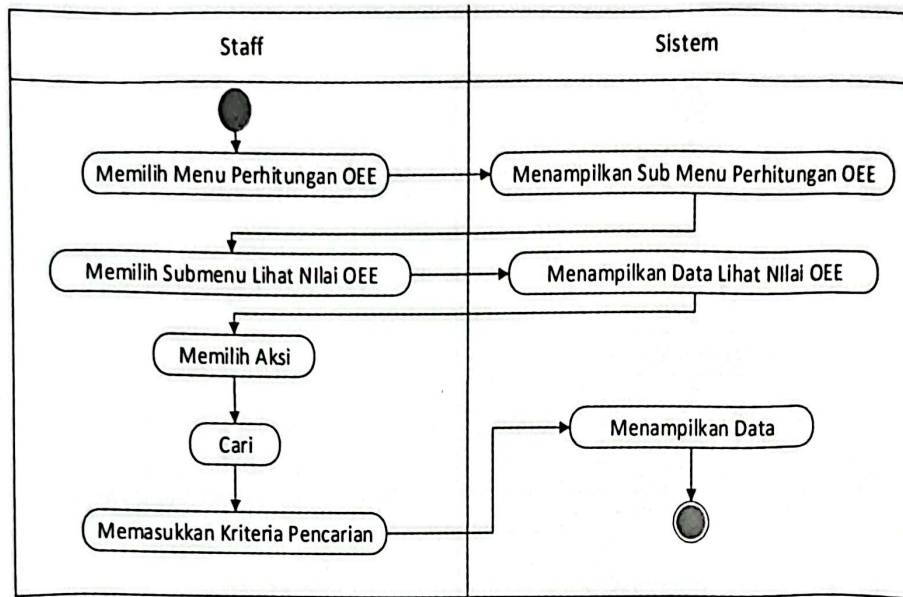 Staff
Sistem
Memilih Menu Perhitungan OEE
Menampilkan Sub Menu Perhitungan OEE
Memilih Submenu Lihat NIlai OEE
Menampilkan Data Lihat NIlai OEE
Memilih Aksi
Cari
Menampilkan Data
Memasukkan Kriteria Pencarian